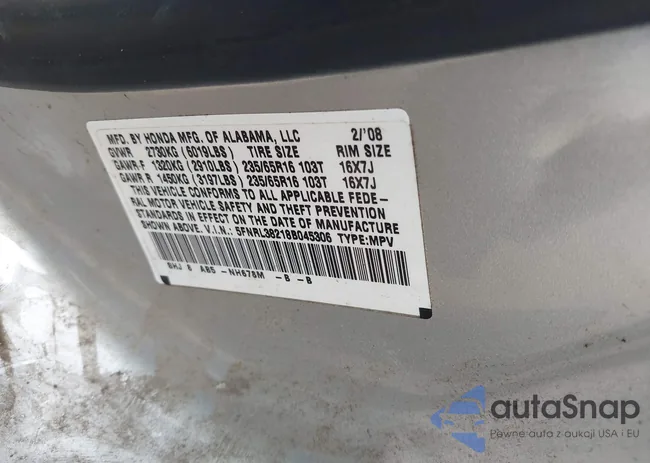 MFD. BY HONDA MFG. OF ALABAMA, LLC 2/'08
GVWR 2730KG (6019LBS) TIRE SIZE RIM SIZE
GAWR-F 1320KG (2910LBS) 235/65R16 103T 16X7J
GAWR R 1450KG (3197LBS) 235/65R16 103T 16X7J
THIS VEHICLE CONFORMS TO ALL APPLICABLE FEDE-
RAL MOTOR VEHICLE SAFETY AND THEFT PREVENTION
STANDARDS IN EFFECT ON THE DATE OF MANUFACTURE
SHOWN ABOVE. V.I.N.: 5FNRL38218B045306 TYPE:MPV
SHJ 6 ABS -NH678M -B -B
autaSnap
Pewne auta z aukcji USA i EU